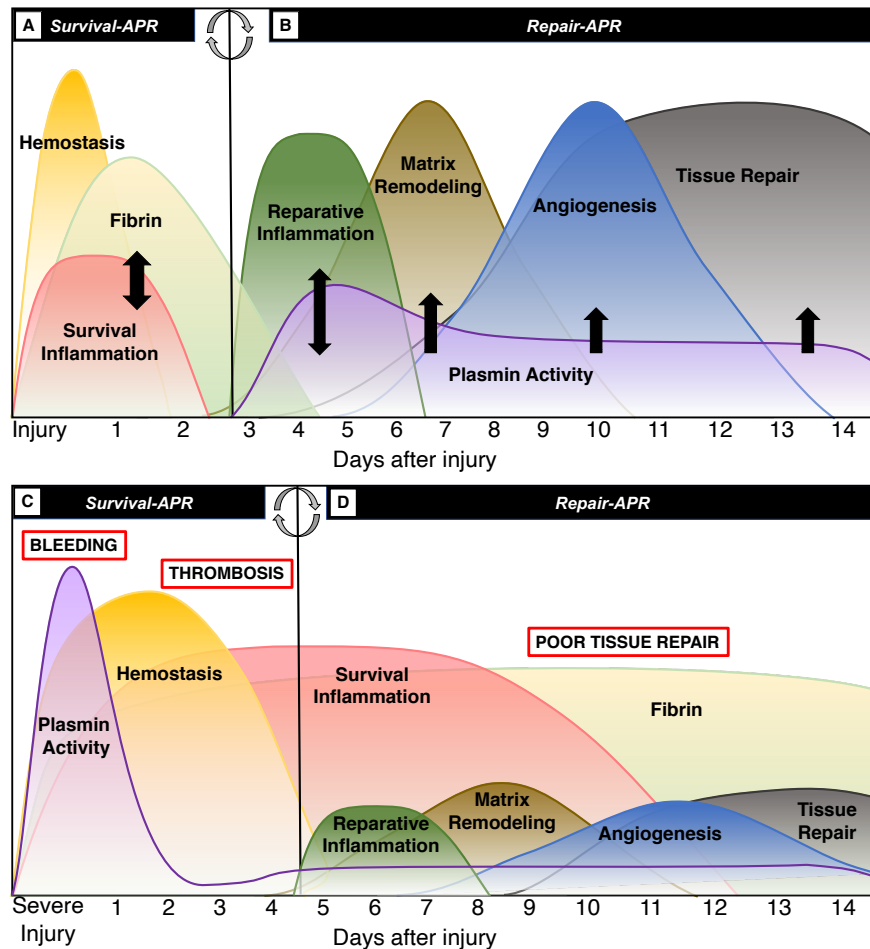 A
Survival-APR
B
Repair-APR
Hemostasis
Fibrin
Survival
Inflammation
Reparative
Inflammation
Matrix
Remodeling
Angiogenesis
Tissue Repair
Plasmin Activity
Injury 1 2 3 4 5 6 7 8 9 10 11 12 13 14
Days after injury
C
Survival-APR
D
Repair-APR
BLEEDING
THROMBOSIS
POOR TISSUE REPAIR
Hemostasis
Plasmin
Activity
Survival
Inflammation
Fibrin
Reparative
Inflammation
Matrix
Remodeling
Angiogenesis
Tissue
Repair
Severe
Injury
1 2 3 4 5 6 7 8 9 10 11 12 13 14
Days after injury